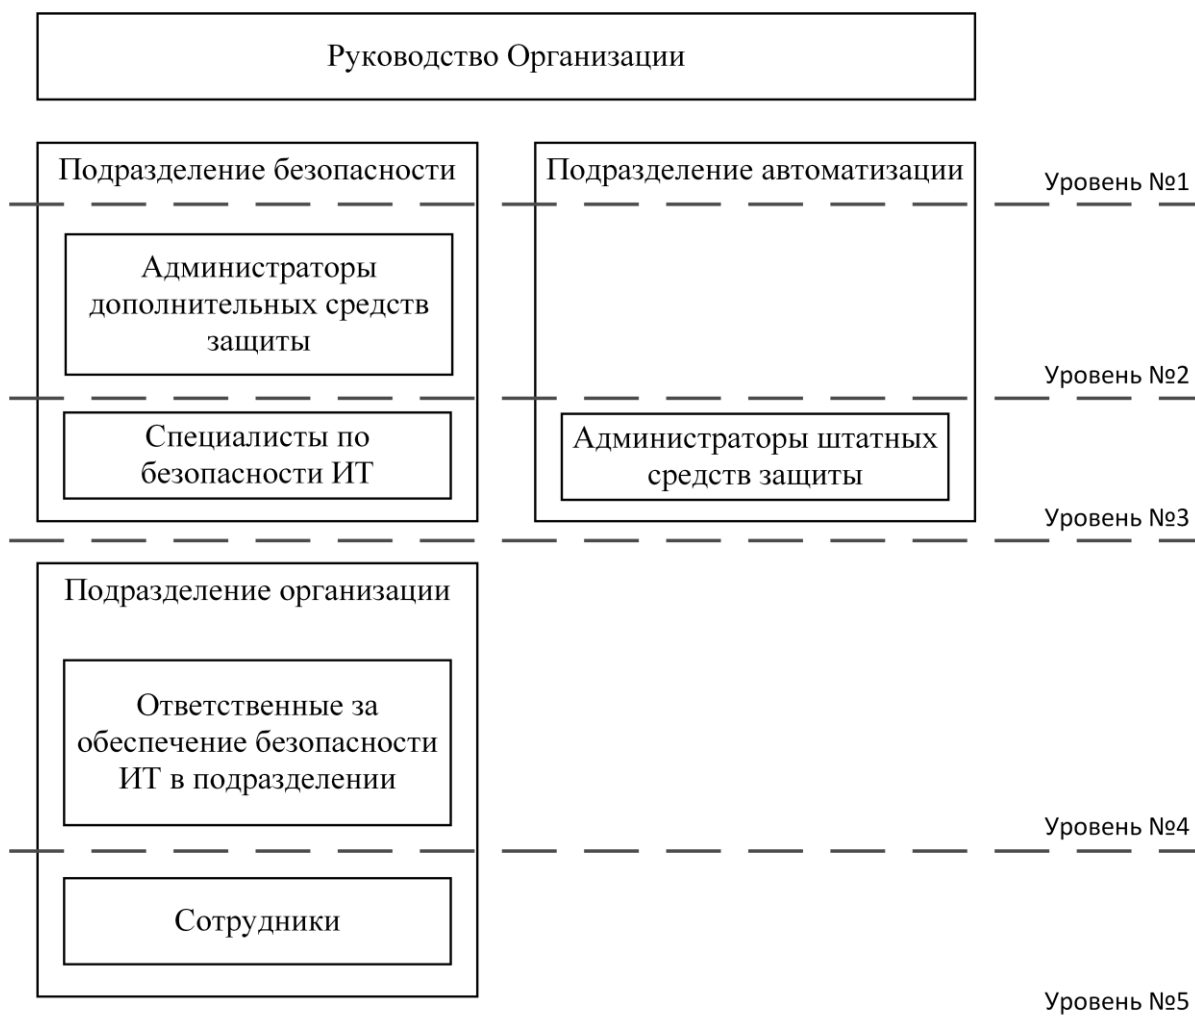 Руководство Организации
Подразделение безопасности
Подразделение автоматизации
Уровень №1
Администраторы
дополнительных средств
защиты
Уровень №2
Специалисты по
безопасности ИТ
Администраторы штатных
средств защиты
Уровень №3
Подразделение организации
Ответственные за
обеспечение безопасности
ИТ в подразделении
Уровень №4
Сотрудники
Уровень №5